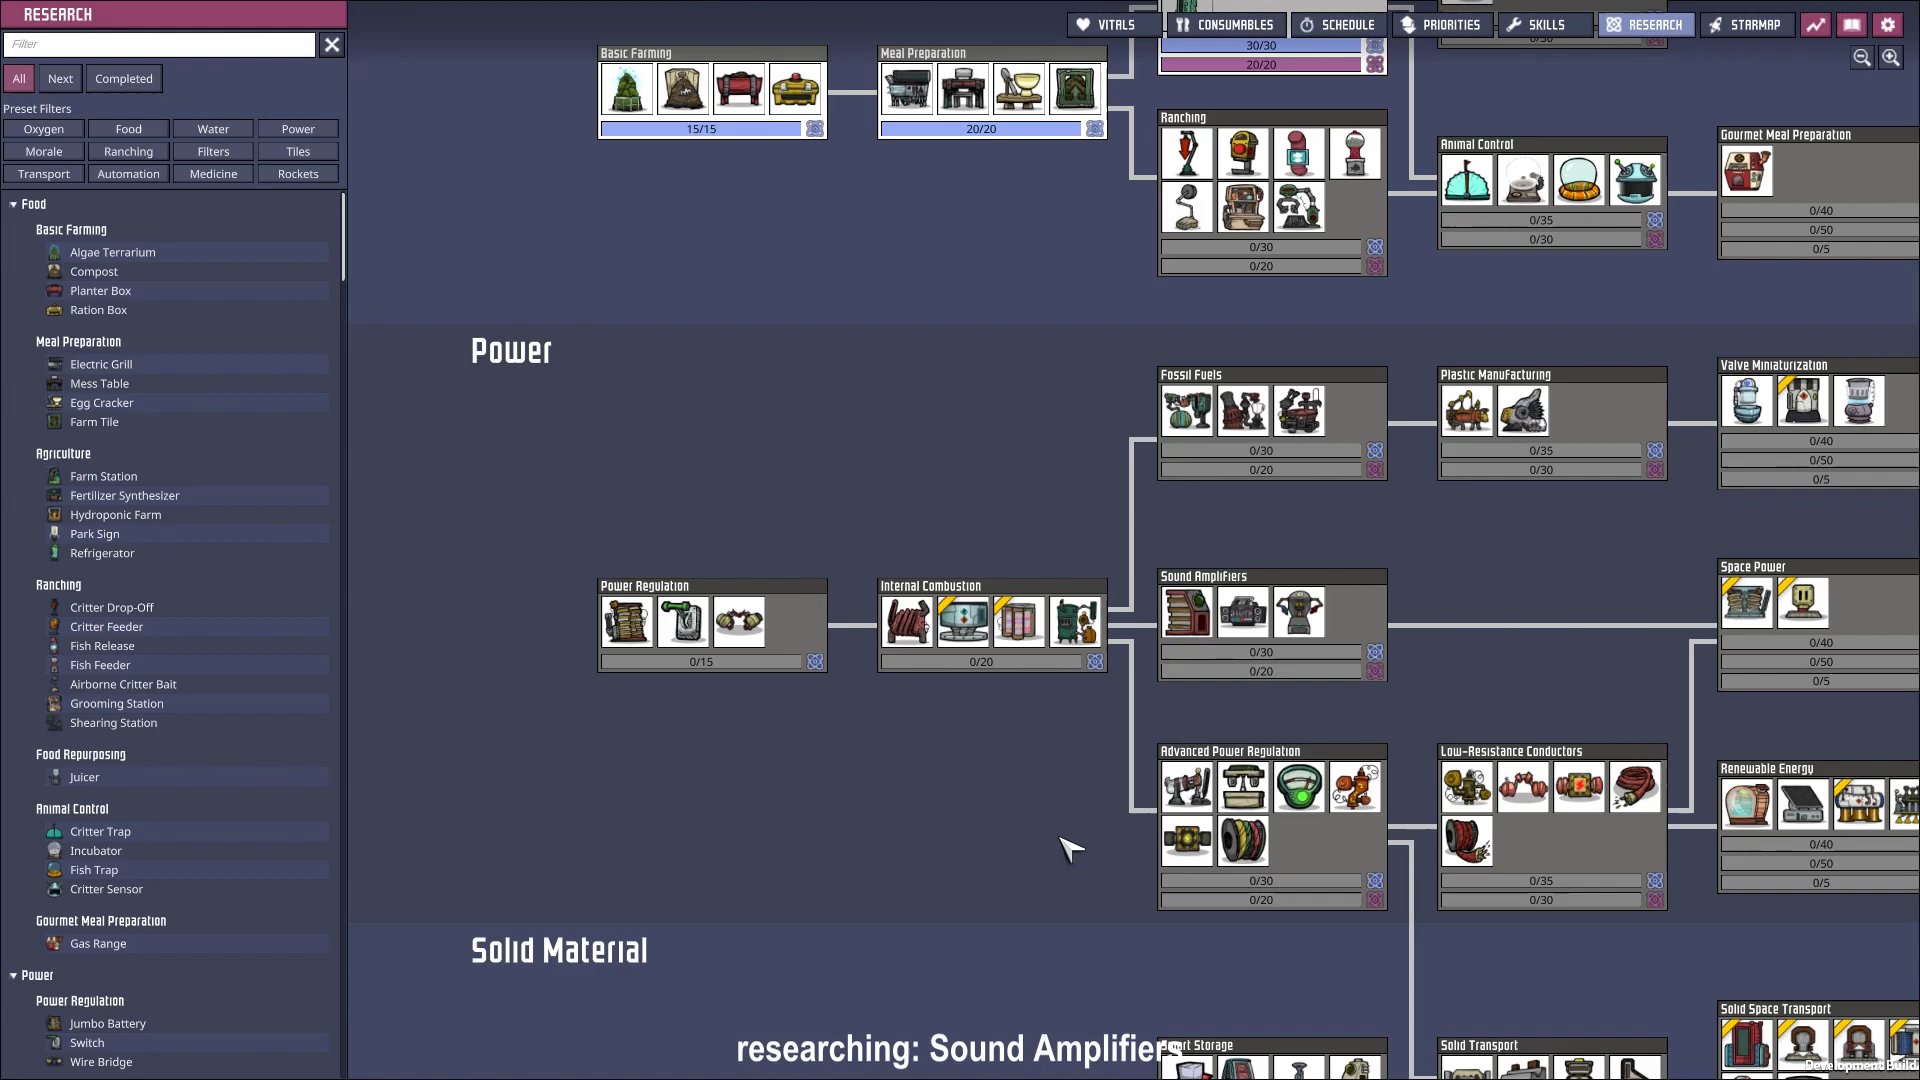 RESEARCH
VITALS
CONSUMABLES
SCHEDULE
PRIORITIES
SKILLS
RESEARCH
STARMAP
Filter
All
Next
Completed
Preset Filters
Oxygen
Food
Water
Power
Morale
Ranching
Filters
Tiles
Transport
Automation
Medicine
Rockets
Food
Basic Farming
Algae Terrarium
Compost
Planter Box
Ration Box
Meal Preparation
Electric Grill
Mess Table
Egg Cracker
Farm Tile
Agriculture
Farm Station
Fertilizer Synthesizer
Hydroponic Farm
Park Sign
Refrigerator
Ranching
Critter Drop-Off
Critter Feeder
Fish Release
Fish Feeder
Airborne Critter Bait
Grooming Station
Shearing Station
Food Repurposing
Juicer
Animal Control
Critter Trap
Incubator
Fish Trap
Critter Sensor
Gourmet Meal Preparation
Gas Range
Power
Power Regulation
Jumbo Battery
Switch
Wire Bridge
Basic Farming
15/15
Meal Preparation
20/20
30/30
20/20
Ranching
0/30
0/20
Animal Control
0/35
0/30
Gourmet Meal Preparation
0/40
0/50
0/5
Power
Fossil Fuels
0/30
0/20
Plastic Manufacturing
0/35
0/30
Valve Miniaturization
0/40
0/50
0/5
Power Regulation
0/15
Internal Combustion
0/20
Sound Amplifiers
0/30
0/20
Space Power
0/40
0/50
0/5
Advanced Power Regulation
0/30
0/20
Low-Resistance Conductors
0/35
0/30
Renewable Energy
0/40
0/50
0/5
Solid Material
Solid Space Transport
Storage
Solid Transport
researching: Sound Amplifiers
Development Build